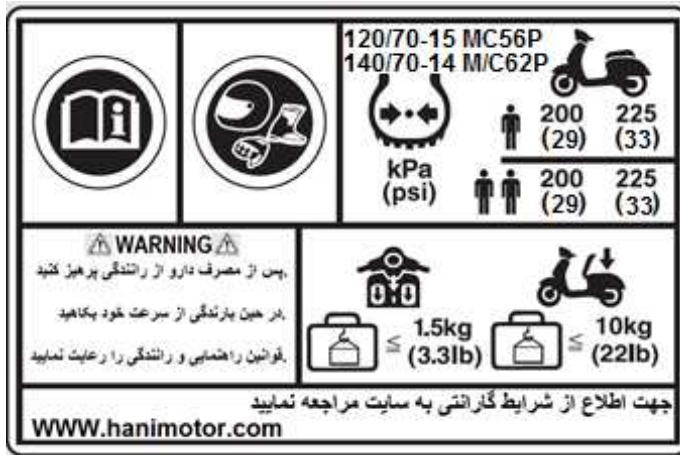 120/70-15 MC56P
140/70-14 M/C62P
200 225
(29) (33)
kPa
(psi)
200 225
(29) (33)
WARNING
پس از مصرف دارو از رانندگی پرهیز کنید.
در حین بارندگی از سرعت خود بکاهید.
قوانین راهنمایی و رانندگی را رعایت نمایید.
≦ 1.5kg
(3.3lb)
≦ 10kg
(22lb)
جهت اطلاع از شرایط گارانتی به سایت مراجعه نمایید
WWW.hanimotor.com